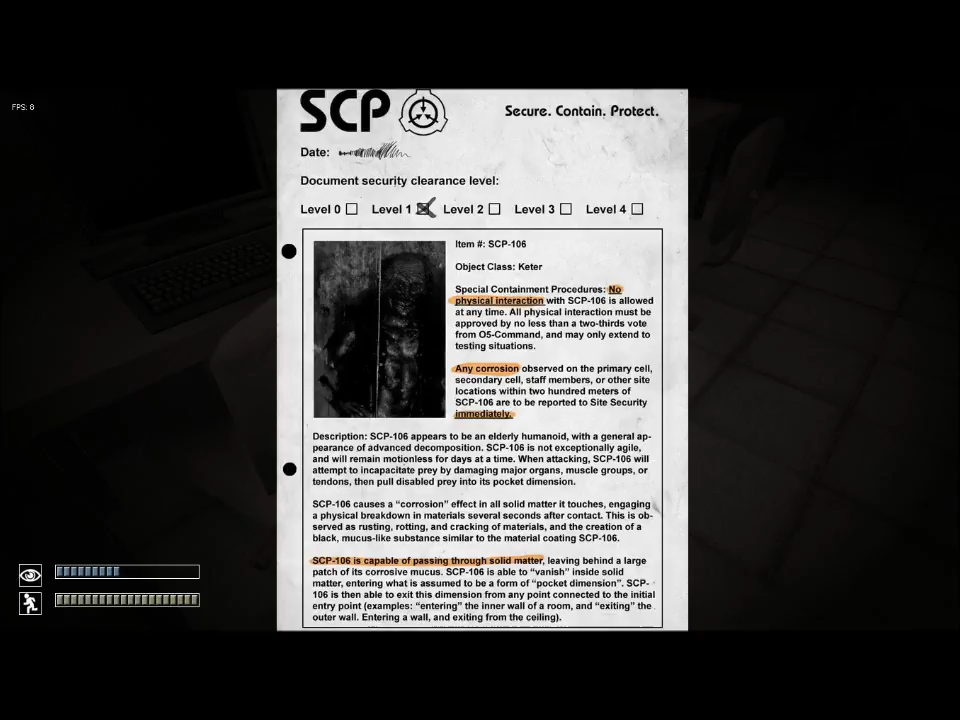 FPS: 8
SCP
Secure. Contain. Protect.
Date:
Document security clearance level:
Level 0 Level 1 Level 2 Level 3 Level 4
Item #: SCP-106
Object Class: Keter
Special Containment Procedures: No
physical interaction with SCP-106 is allowed
at any time. All physical interaction must be
approved by no less than a two-thirds vote
from O5-Command, and may only extend to
testing situations.
Any corrosion observed on the primary cell,
secondary cell, staff members, or other site
locations within two hundred meters of
SCP-106 are to be reported to Site Security
immediately.
Description: SCP-106 appears to be an elderly humanoid, with a general ap-
pearance of advanced decomposition. SCP-106 is not exceptionally agile,
and will remain motionless for days at a time. When attacking, SCP-106 will
attempt to incapacitate prey by damaging major organs, muscle groups, or
tendons, then pull disabled prey into its pocket dimension.
SCP-106 causes a “corrosion” effect in all solid matter it touches, engaging
a physical breakdown in materials several seconds after contact. This is ob-
served as rusting, rotting, and cracking of materials, and the creation of a
black, mucus-like substance similar to the material coating SCP-106.
SCP-106 is capable of passing through solid matter, leaving behind a large
patch of its corrosive mucus. SCP-106 is able to “vanish” inside solid
matter, entering what is assumed to be a form of “pocket dimension”. SCP-
106 is then able to exit this dimension from any point connected to the initial
entry point (examples: “entering” the inner wall of a room, and “exiting” the
outer wall. Entering a wall, and exiting from the ceiling).